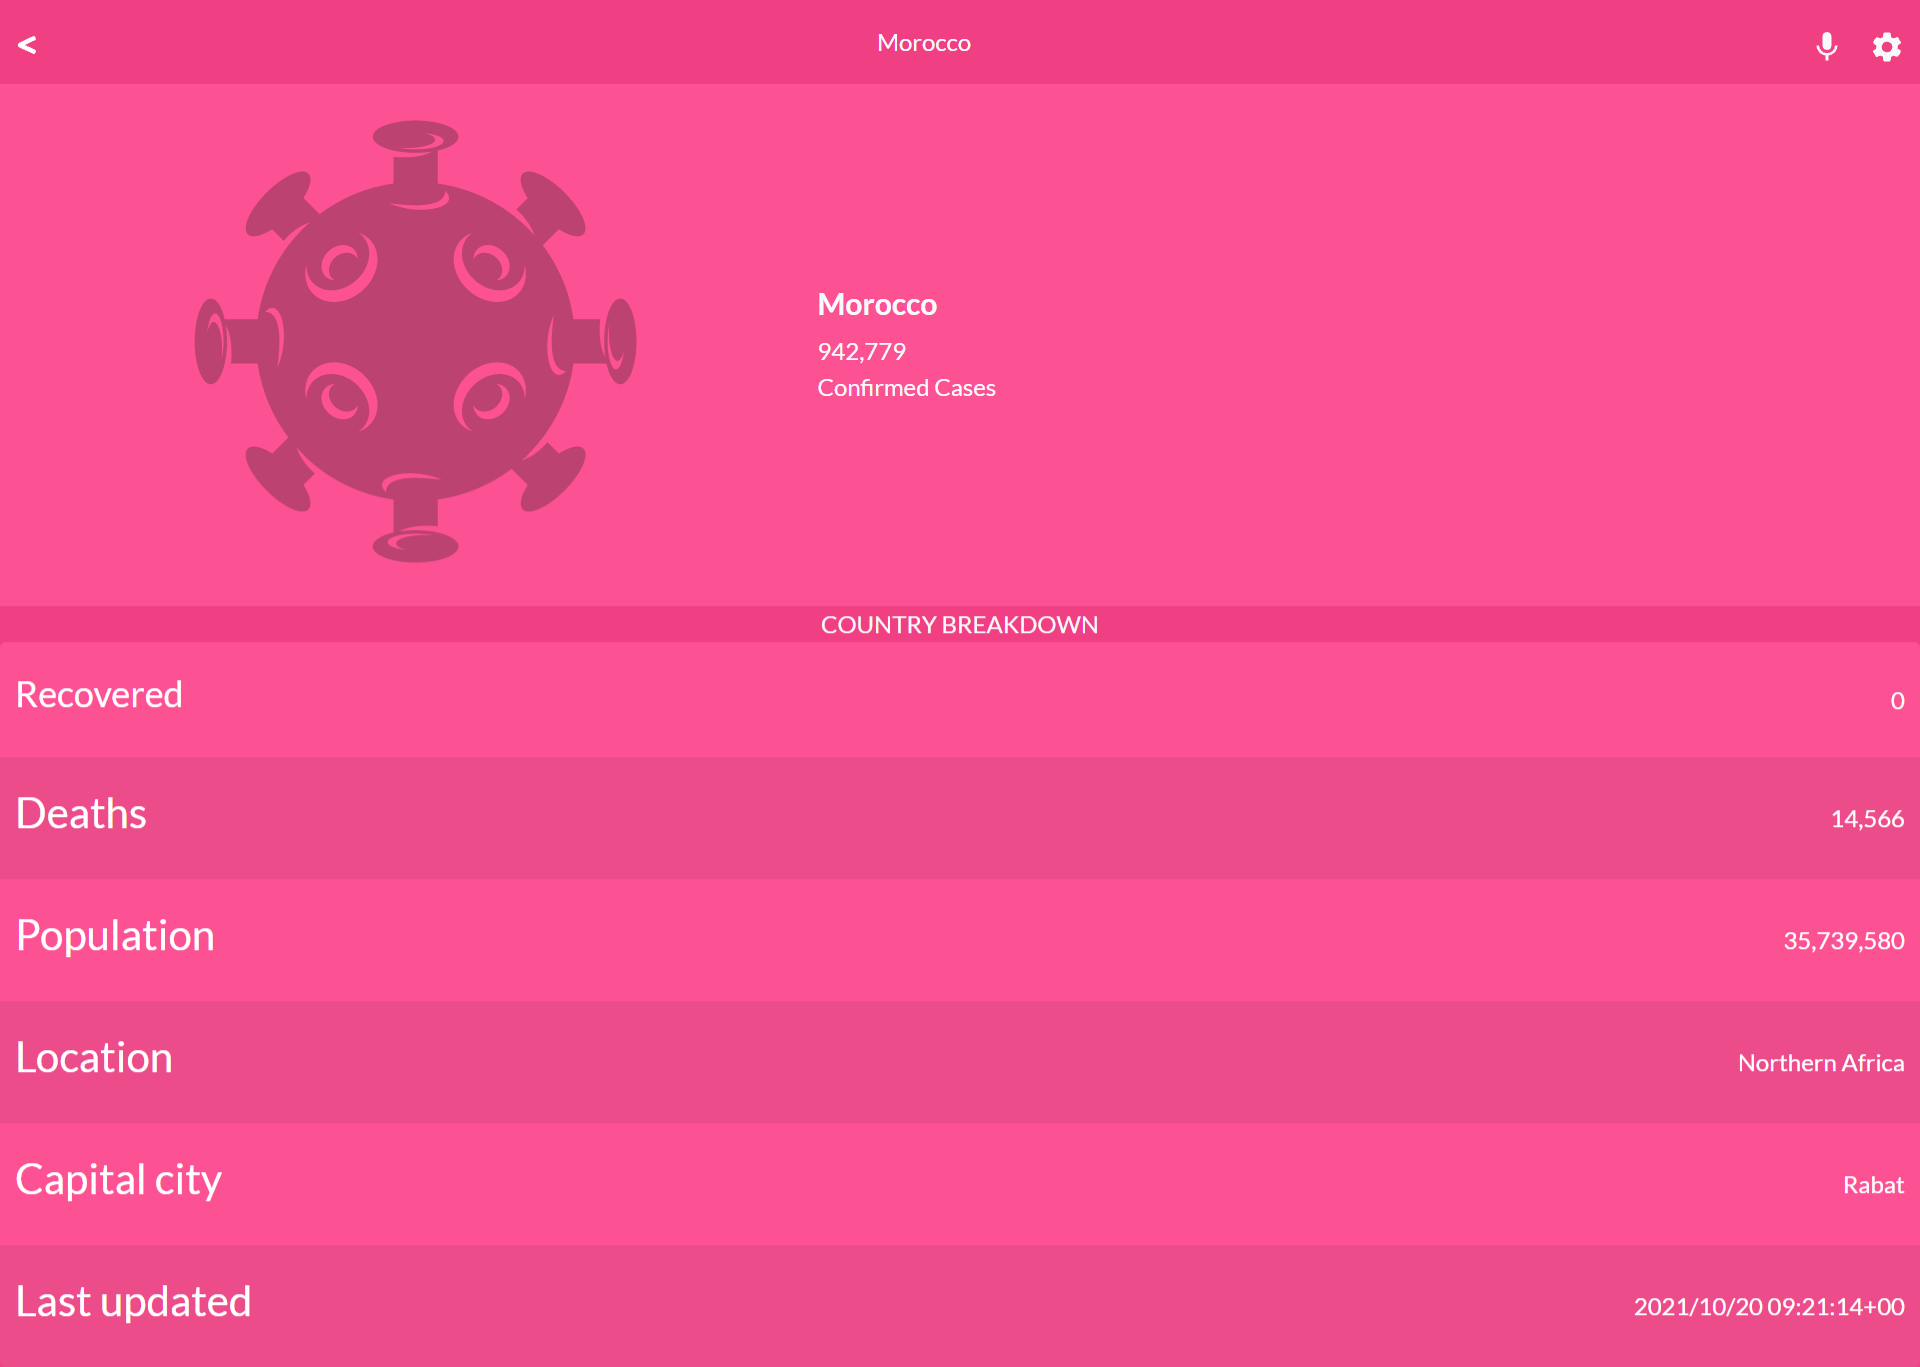 <
Morocco
Morocco
942,779
Confirmed Cases
COUNTRY BREAKDOWN
Recovered
0
Deaths
14,566
Population
35,739,580
Location
Northern Africa
Capital city
Rabat
Last updated
2021/10/20 09:21:14+00